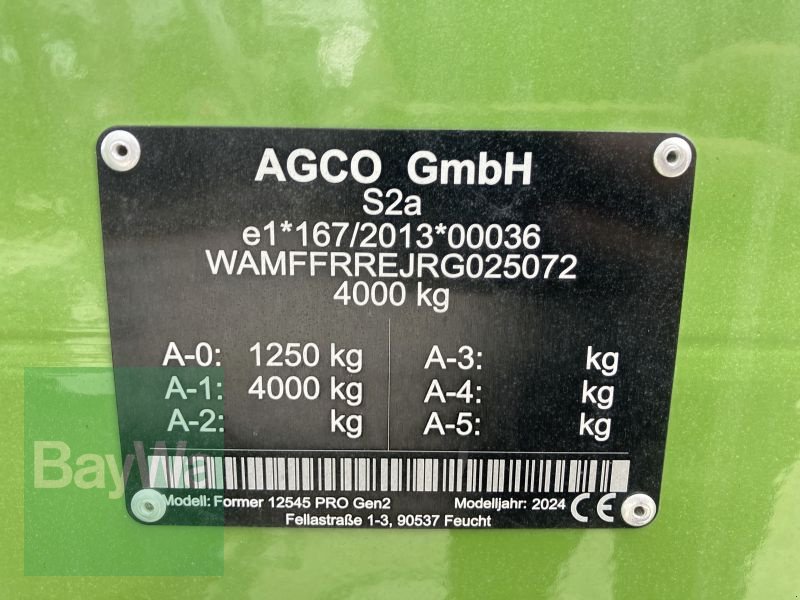 AGCO GmbH
S2a
e1*167/2013*00036
WAMFFRREJRG025072
4000 kg
A-0: 1250 kg
A-1: 4000 kg
A-2: kg
A-3: kg
A-4: kg
A-5: kg
BayWa
Modell: Former 12545 PRO Gen2 Modelljahr: 2024 CE
Fellastraße 1-3, 90537 Feucht